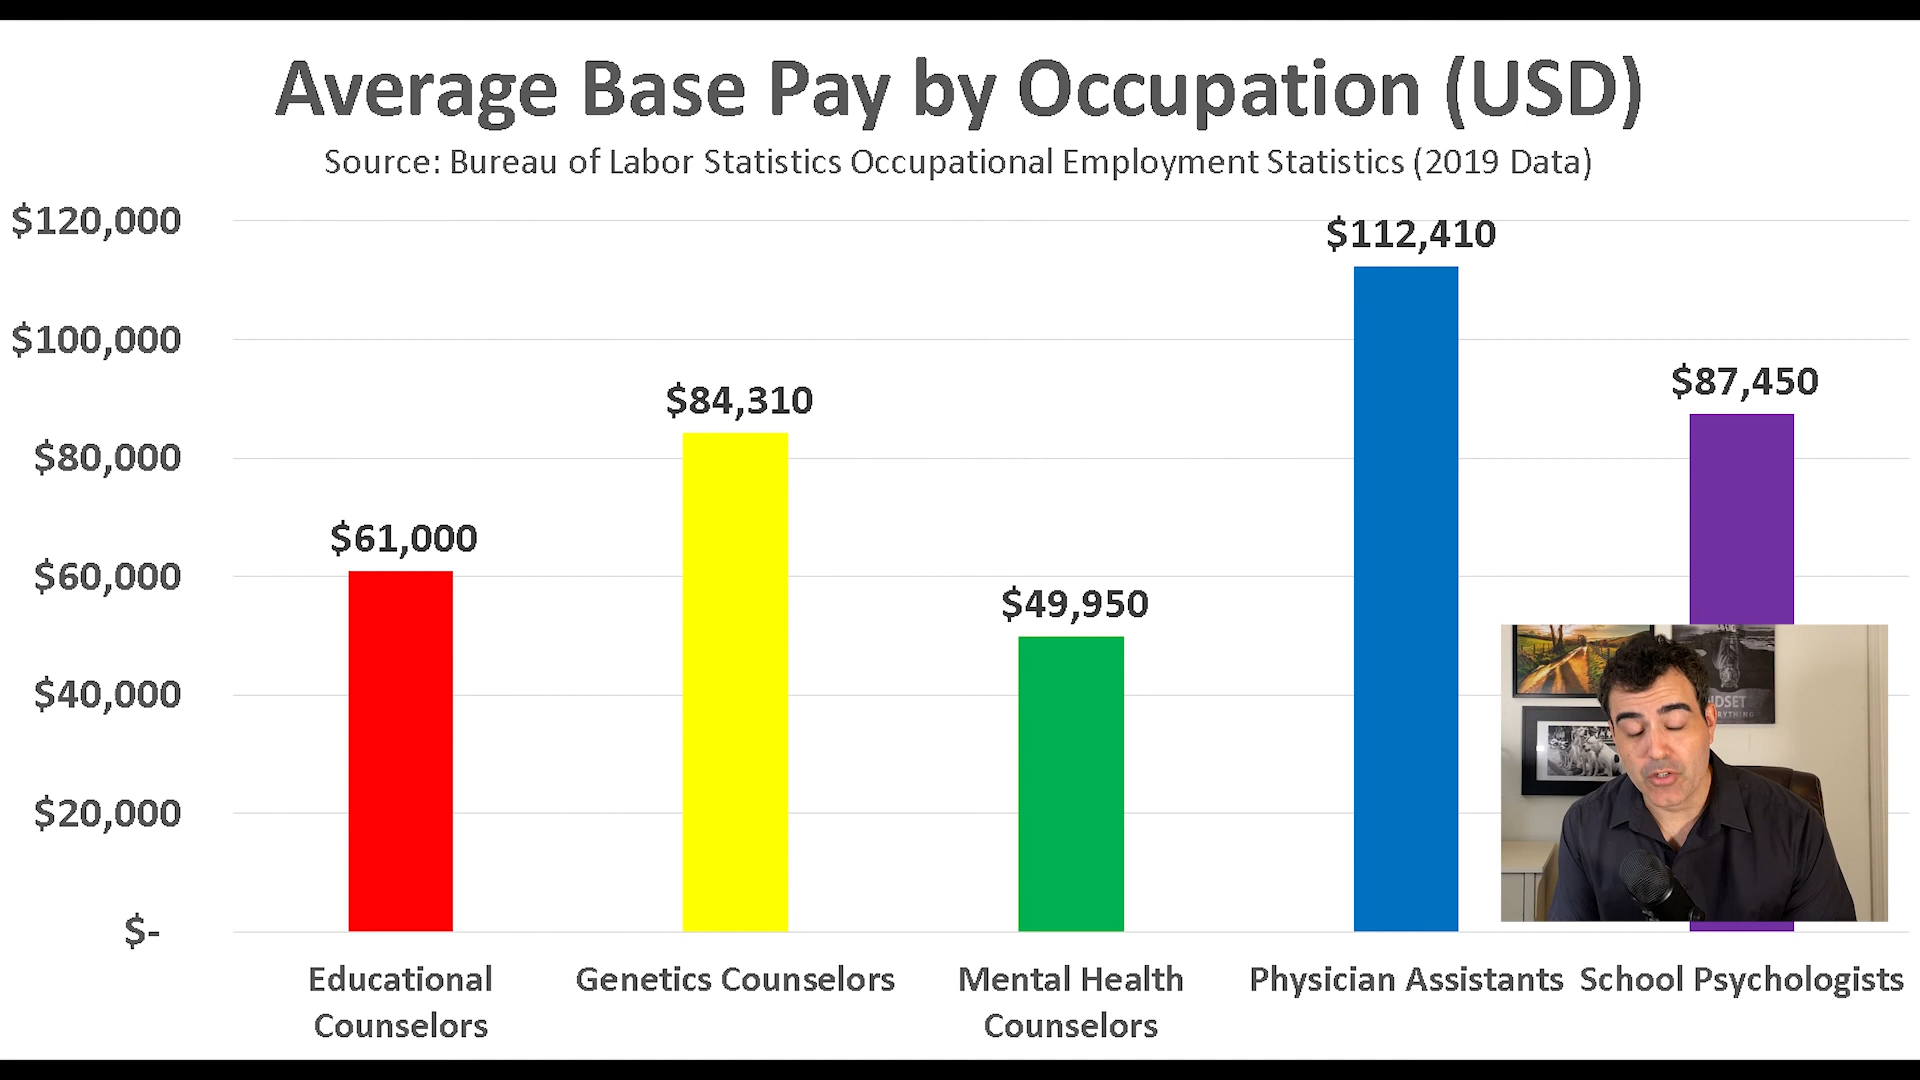 Average Base Pay by Occupation (USD)
Source: Bureau of Labor Statistics Occupational Employment Statistics (2019 Data)
$120,000
$112,410
$100,000
$87,450
$84,310
$80,000
$61,000
$60,000
$49,950
$40,000
$20,000
$-
DSET
RYTHING
Educational
Counselors
Genetics Counselors
Mental Health
Counselors
Physician Assistants
School Psychologists